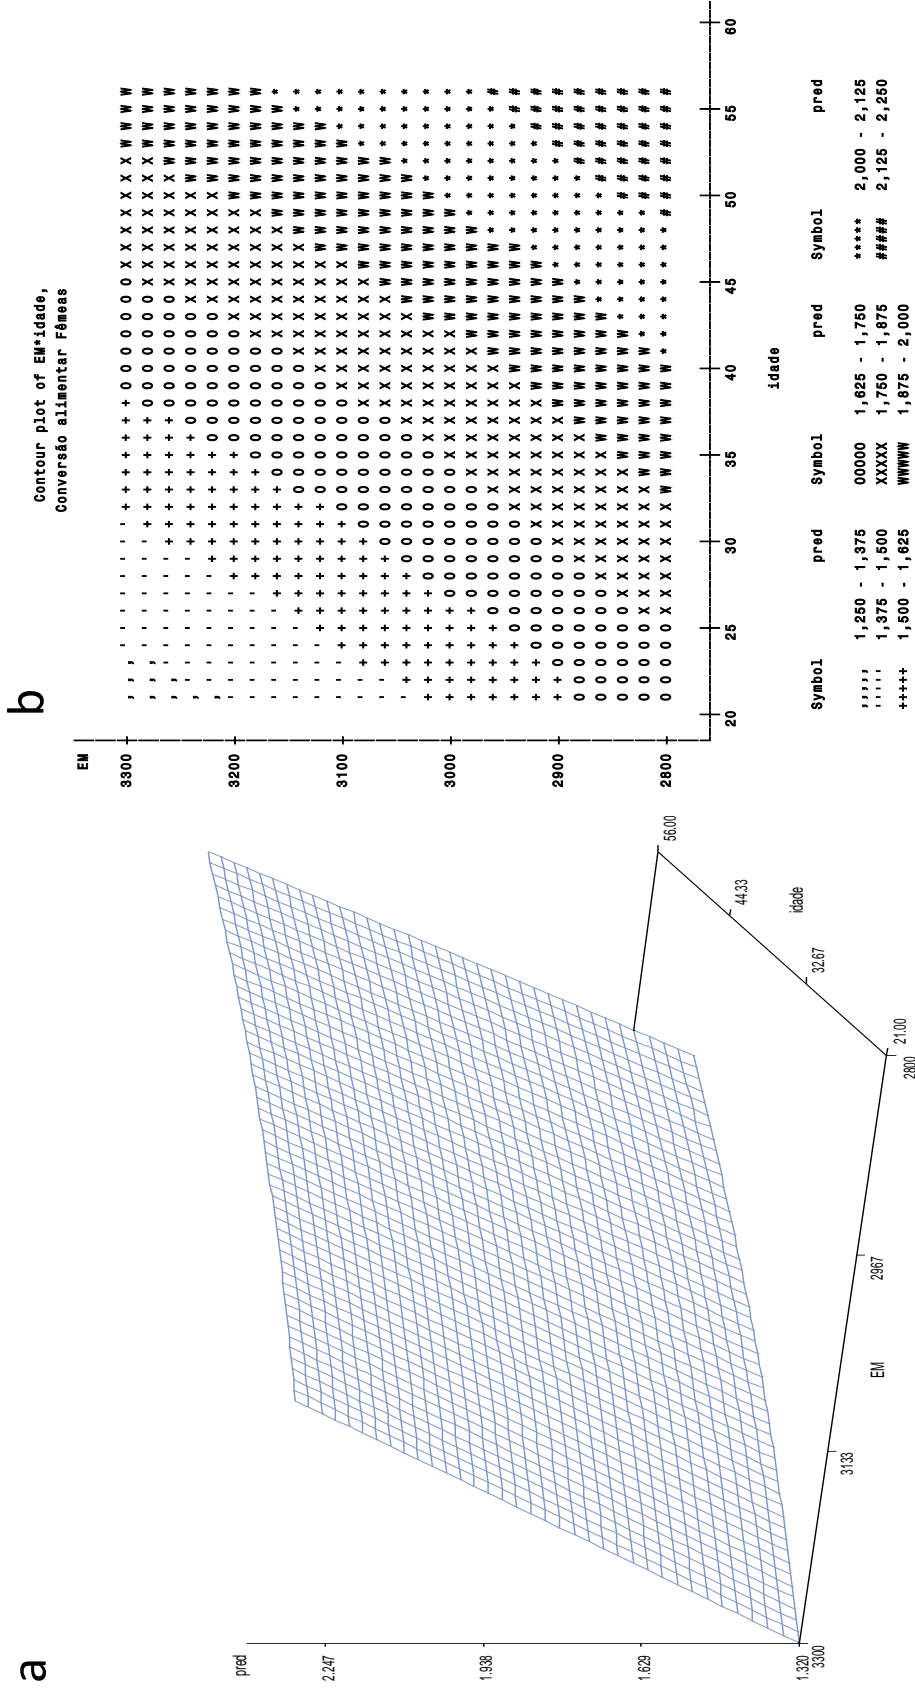 a
pred
2.247
1.938
1.629
1.320
3300
3133
EM
2967
2800
21.00
32.67
idade
44.33
56.00
b
Contour plot of EM*idade,
Conversão alimentar Fêmeas
EM
3300
3200
3100
3000
2900
2800
20 25 30 35 40 45 50 55 60
idade
Symbol pred Symbol pred Symbol pred
,,,,, 1,250 - 1,375 OOOOO 1,625 - 1,750 ***** 2,000 - 2,125
----- 1,375 - 1,500 XXXXX 1,750 - 1,875 ##### 2,125 - 2,250
+++++ 1,500 - 1,625 WWWWW 1,875 - 2,000